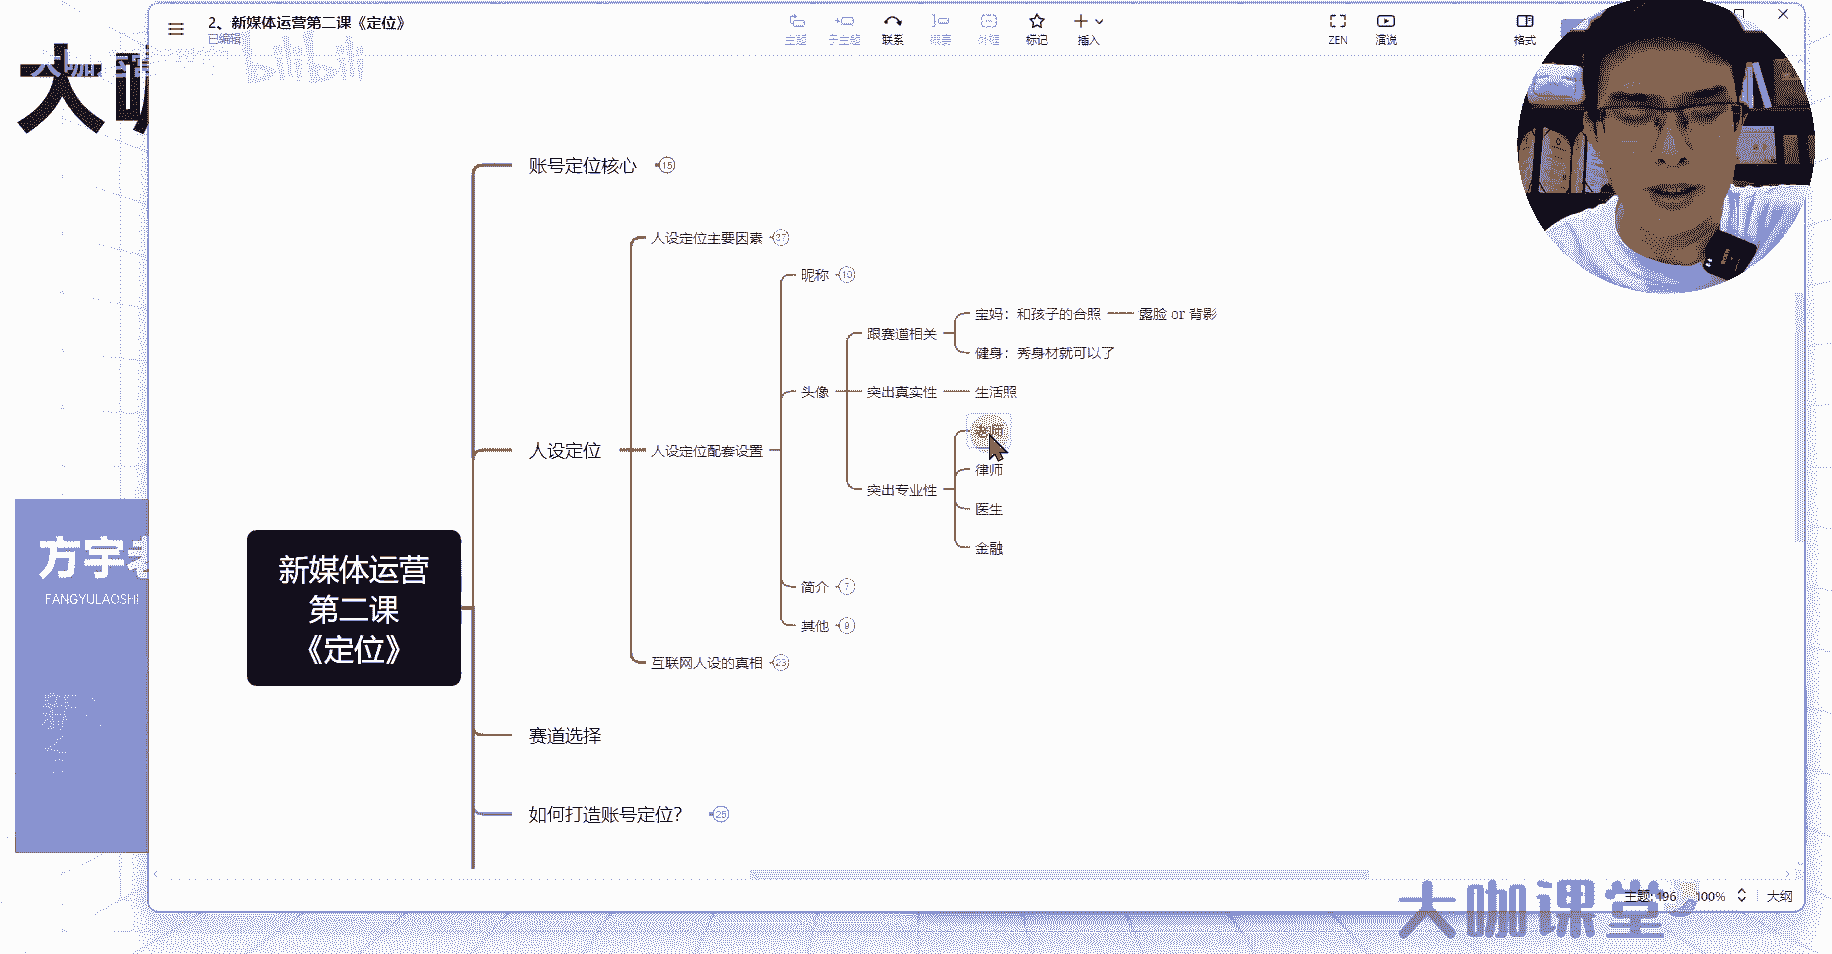 2、新媒体运营第二课《定位》
已编辑
主题
子主题
联系
概要
外框
标记
插入
ZEN
演说
格式
bilibili
大咖
账号定位核心 15
人设定位主要因素 37
昵称 10
宝妈：和孩子的合照 露脸 or 背影
跟赛道相关
健身：秀身材就可以了
头像
突出真实性
生活照
老师
人设定位
人设定位配套设置
律师
突出专业性
医生
金融
方宇老
FANGYULAOSHI
新媒体运营
第二课
《定位》
简介 7
其他 9
互联网人设的真相 23
赛道选择
如何打造账号定位？ 25
主题: 496
100%
大纲
大咖课堂